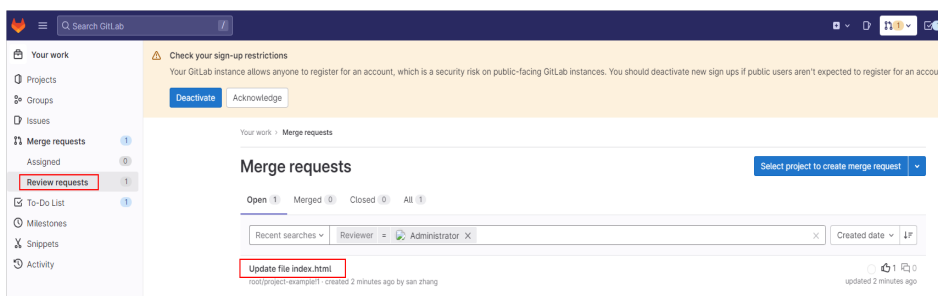 Search GitLab /
1
Your work
Projects
Groups
Issues
Merge requests 1
Assigned 0
Review requests 1
To-Do List 1
Milestones
Snippets
Activity
Check your sign-up restrictions
Your GitLab instance allows anyone to register for an account, which is a security risk on public-facing GitLab instances. You should deactivate new sign ups if public users aren't expected to register for an accou
Deactivate Acknowledge
Your work › Merge requests
Merge requests
Select project to create merge request
Open 1 Merged 0 Closed 0 All 1
Recent searches Reviewer = Administrator
Created date
Update file index.html
1 0
root/project-example!1 · created 2 minutes ago by san zhang
updated 2 minutes ago